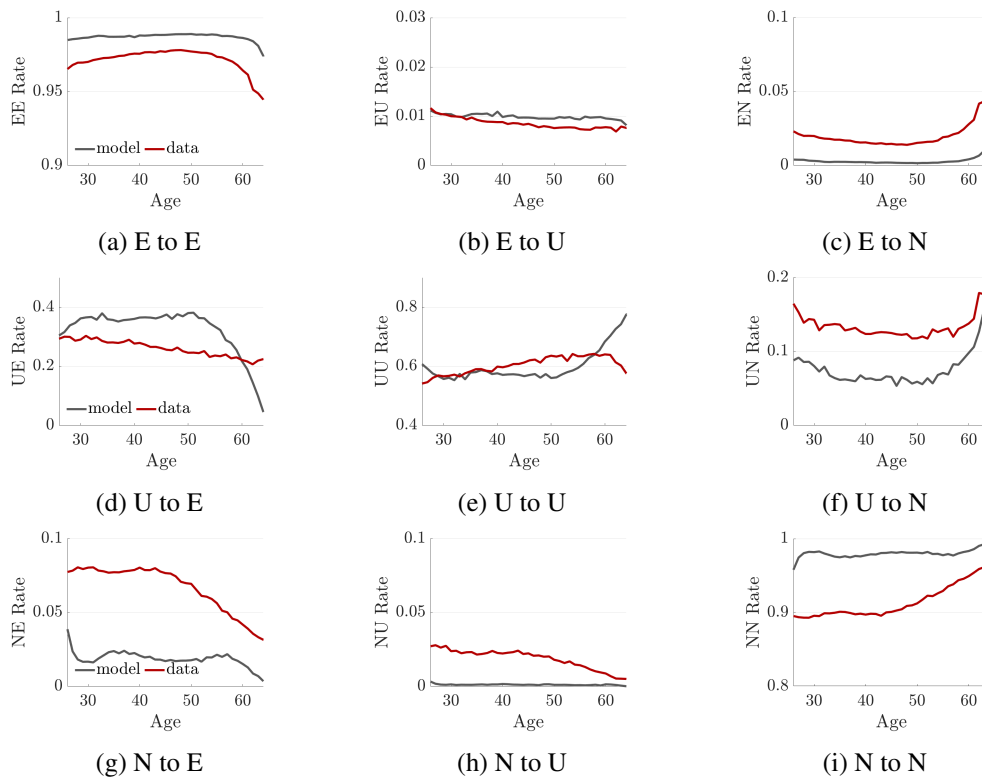 1
0.95
0.9
EE Rate
model data
30 40 50 60
Age
(a) E to E
0.03
0.02
0.01
0
EU Rate
30 40 50 60
Age
(b) E to U
0.1
0.05
0
EN Rate
30 40 50 60
Age
(c) E to N
0.4
0.2
0
UE Rate
model data
30 40 50 60
Age
(d) U to E
0.8
0.6
0.4
UU Rate
30 40 50 60
Age
(e) U to U
0.2
0.1
0
UN Rate
30 40 50 60
Age
(f) U to N
0.1
0.05
0
NE Rate
model data
30 40 50 60
Age
(g) N to E
0.1
0.05
0
NU Rate
30 40 50 60
Age
(h) N to U
1
0.9
0.8
NN Rate
30 40 50 60
Age
(i) N to N